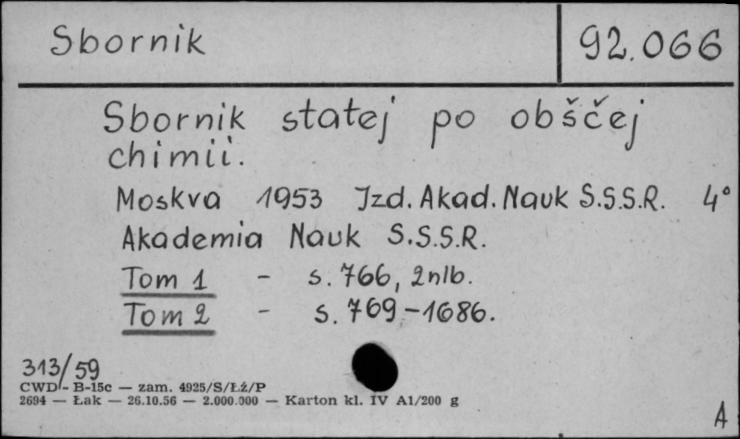 Sbornik
92.066
Sbornik statej po obščej
chimii.
Moskva 1953 Izd. Akad. Nauk S.S.S.R. 4°
Akademia Nauk S.S.S.R.
Tom 1 - s. 766, 2nlb.
Tom 2 - s. 769-1686.
313/59
CWD - B-15c — zam. 4925/S/Łż/P
2694 — Łak — 26.10.56 — 2.000.000 — Karton kl. IV A1/200 g
A